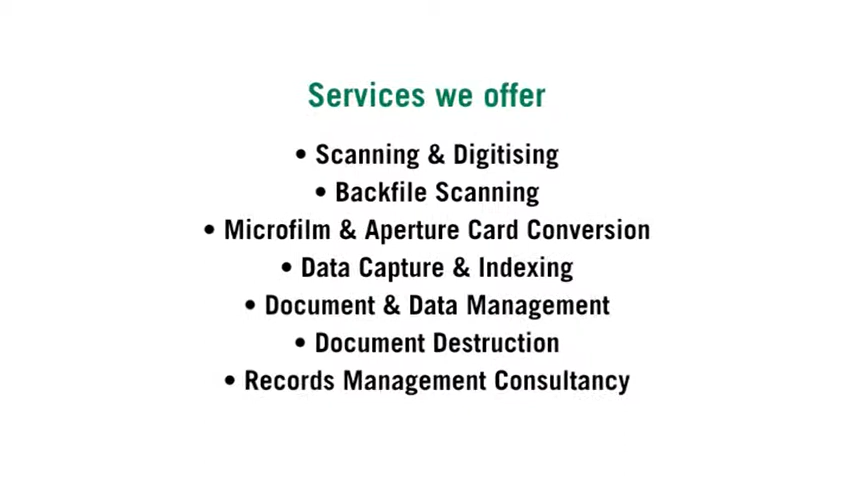 Services we offer
• Scanning & Digitising
• Backfile Scanning
• Microfilm & Aperture Card Conversion
• Data Capture & Indexing
• Document & Data Management
• Document Destruction
• Records Management Consultancy